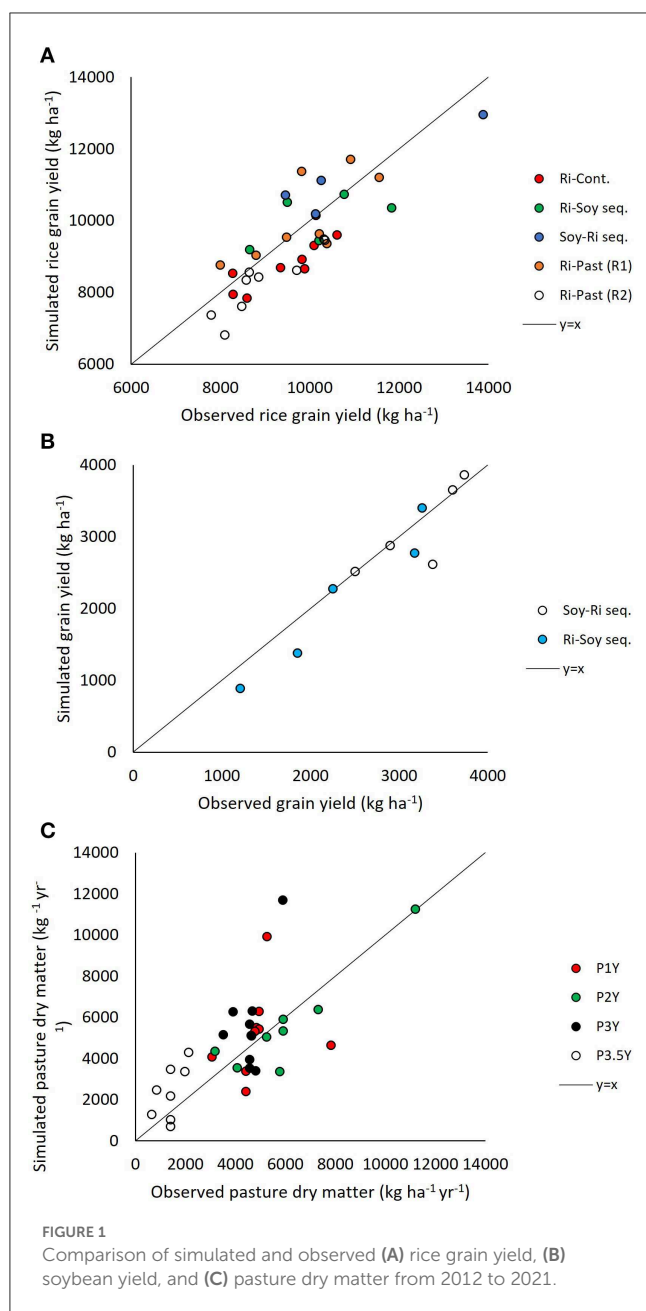 A
14000
12000
10000
8000
6000
Simulated rice grain yield (kg ha-1)
6000 8000 10000 12000 14000
Observed rice grain yield (kg ha-1)
Ri-Cont.
Ri-Soy seq.
Soy-Ri seq.
Ri-Past (R1)
Ri-Past (R2)
y=x
B
4000
3000
2000
1000
0
Simulated grain yield (kg ha-1)
0 1000 2000 3000 4000
Observed grain yield (kg ha-1)
Soy-Ri seq.
Ri-Soy seq.
y=x
C
14000
12000
10000
8000
6000
4000
2000
0
Simulated pasture dry matter (kg-1 yr-
1)
0 2000 4000 6000 8000 10000 12000 14000
Observed pasture dry matter (kg ha-1 yr-1)
P1Y
P2Y
P3Y
P3.5Y
y=x
FIGURE 1
Comparison of simulated and observed (A) rice grain yield, (B)
soybean yield, and (C) pasture dry matter from 2012 to 2021.